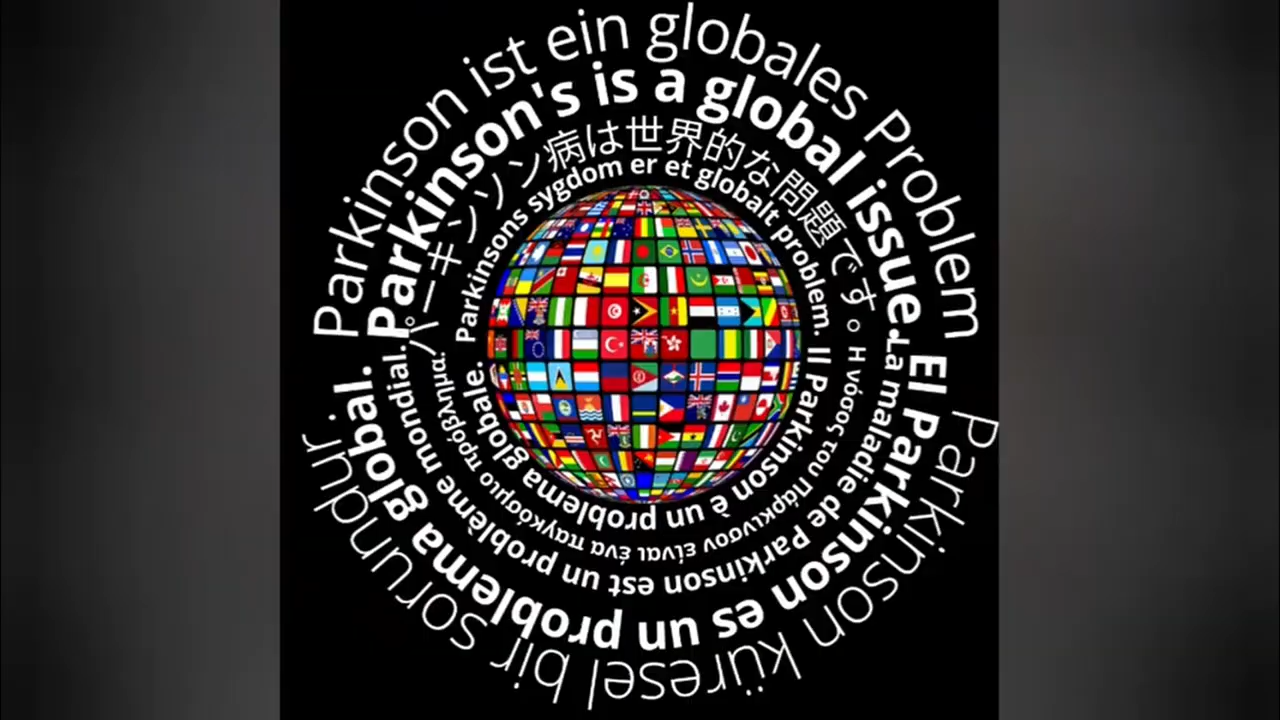 Parkinson ist ein globales Problem
Parkinson's is a global issue.
パーキンソン病は世界的な問題です。
Parkinsons sygdom er et globalt problem.
Il Parkinson è un problema globale.
Η νόσος του Πάρκινσον είναι ένα παγκόσμιο πρόβλημα.
La maladie de Parkinson est un problème mondial.
El Parkinson es un problema global.
Parkinson küresel bir sorundur